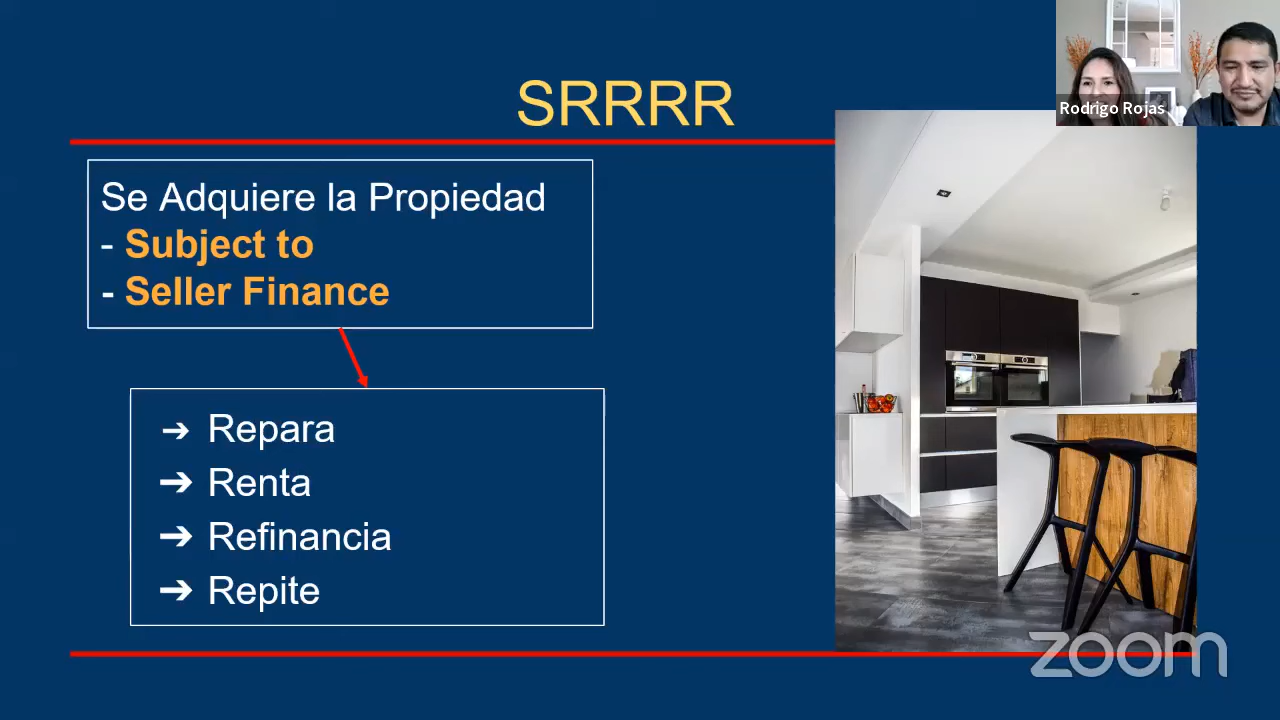 SRRRR
Rodrigo Rojas
Se Adquiere la Propiedad
- Subject to
- Seller Finance
➔ Repara
➔ Renta
➔ Refinancia
➔ Repite
zoom